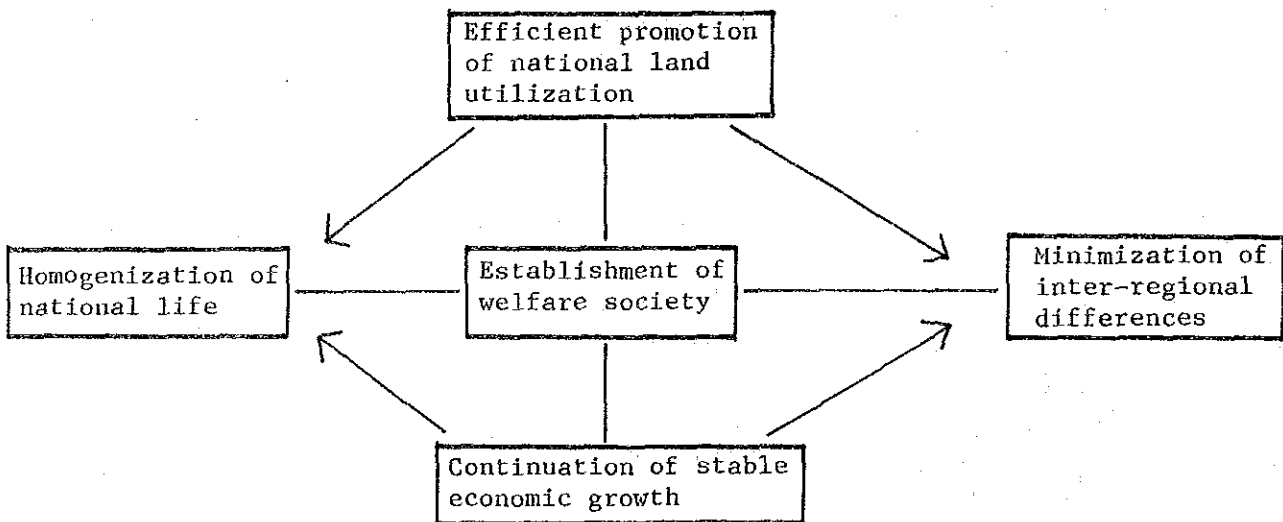 Efficient promotion
of national land
utilization
Homogenization of
national life
Establishment of
welfare society
Minimization of
inter-regional
differences
Continuation of stable
economic growth